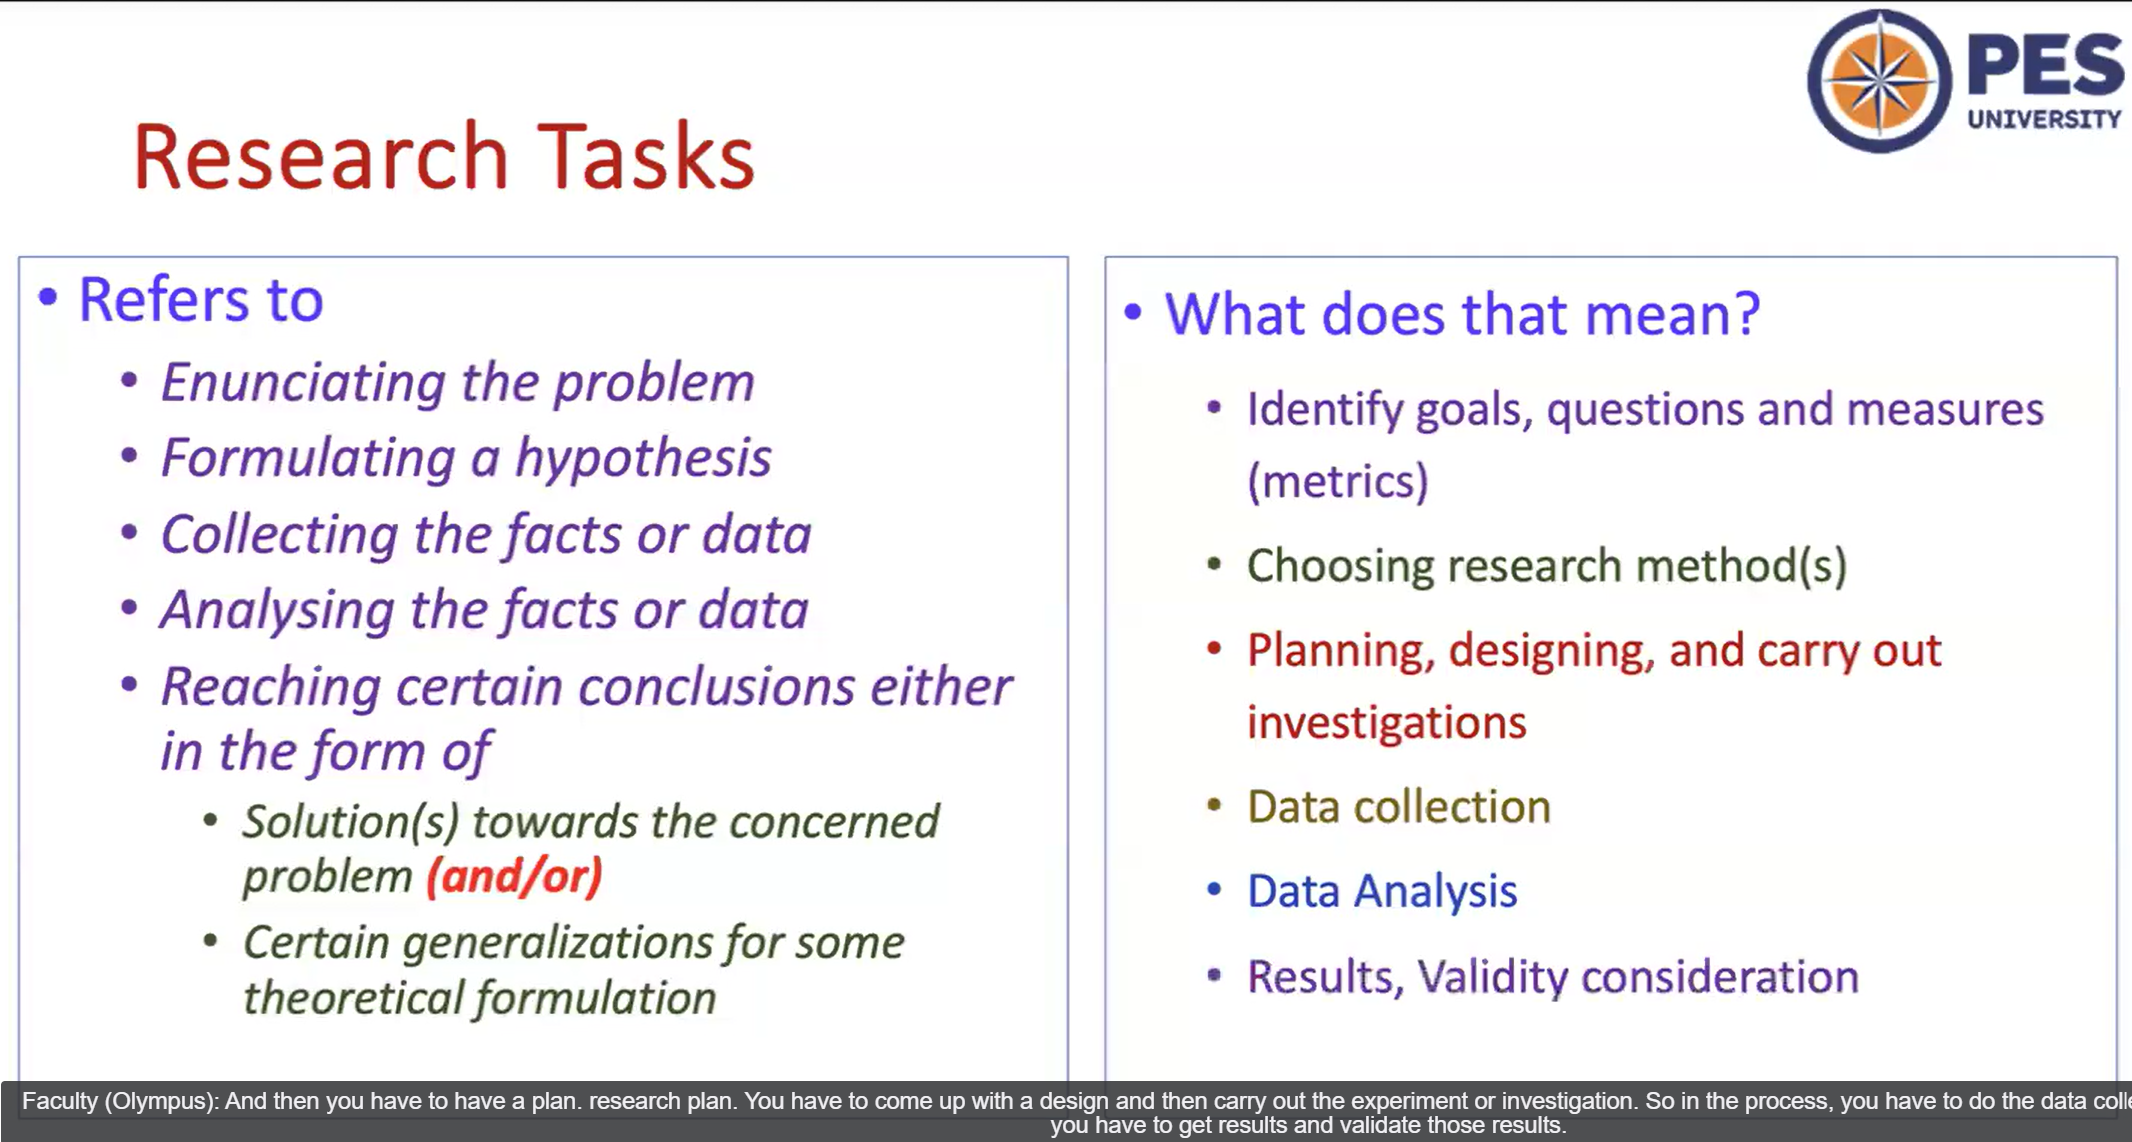 PES
UNIVERSITY
Research Tasks
• Refers to
• Enunciating the problem
• Formulating a hypothesis
• Collecting the facts or data
• Analysing the facts or data
• Reaching certain conclusions either
in the form of
• Solution(s) towards the concerned
problem (and/or)
• Certain generalizations for some
theoretical formulation
• What does that mean?
• Identify goals, questions and measures
(metrics)
• Choosing research method(s)
• Planning, designing, and carry out
investigations
• Data collection
• Data Analysis
• Results, Validity consideration
Faculty (Olympus): And then you have to have a plan. research plan. You have to come up with a design and then carry out the experiment or investigation. So in the process, you have to do the data
you have to get results and validate those results.